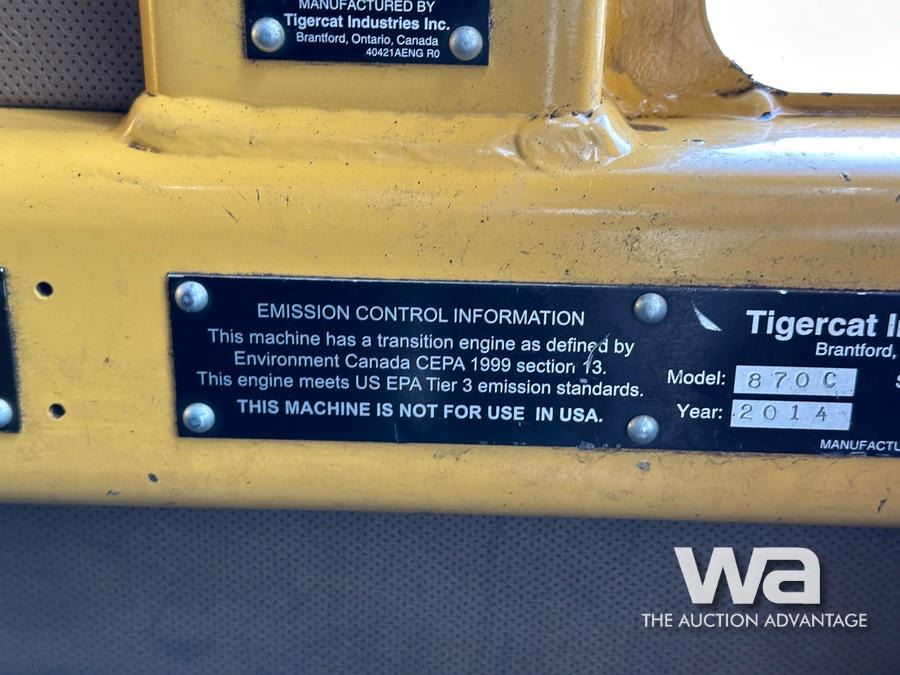 MANUFACTURED BY
Tigercat Industries Inc.
Brantford, Ontario, Canada
40421AENG R0
EMISSION CONTROL INFORMATION
This machine has a transition engine as defined by
Environment Canada CEPA 1999 section 13.
This engine meets US EPA Tier 3 emission standards.
THIS MACHINE IS NOT FOR USE IN USA.
Tigercat
Brantford,
Model: 870C
Year: 2014
wa
THE AUCTION ADVANTAGE